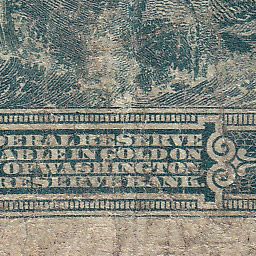 DERAL RESERVE
ABLE IN GOLD ON
OF WASHINGTON
RESERVE BANK